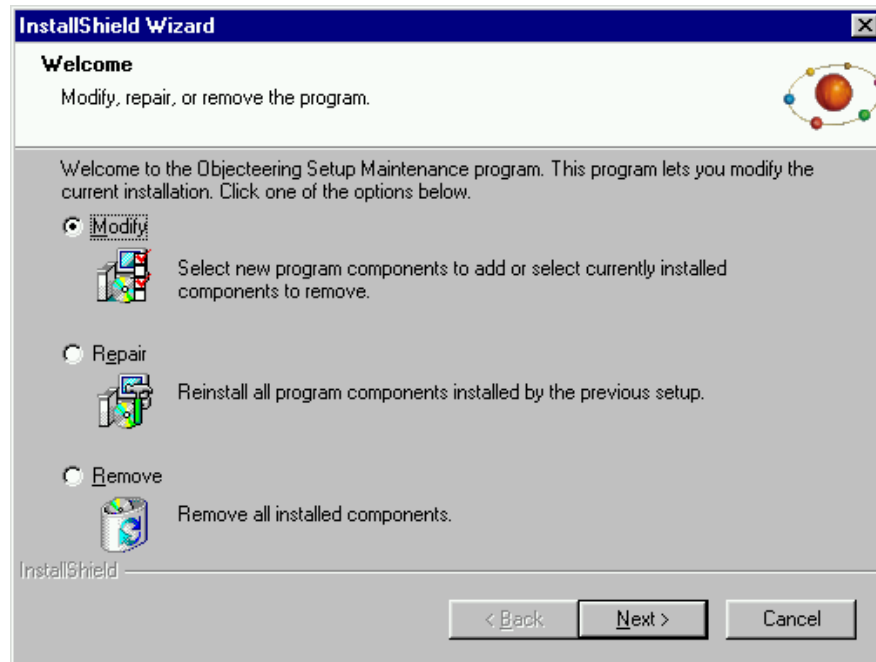 InstallShield Wizard
Welcome
Modify, repair, or remove the program.
Welcome to the Objecteering Setup Maintenance program. This program lets you modify the
current installation. Click one of the options below.
Modify
Select new program components to add or select currently installed
components to remove.
Repair
Reinstall all program components installed by the previous setup.
Remove
Remove all installed components.
InstallShield
< Back
Next >
Cancel